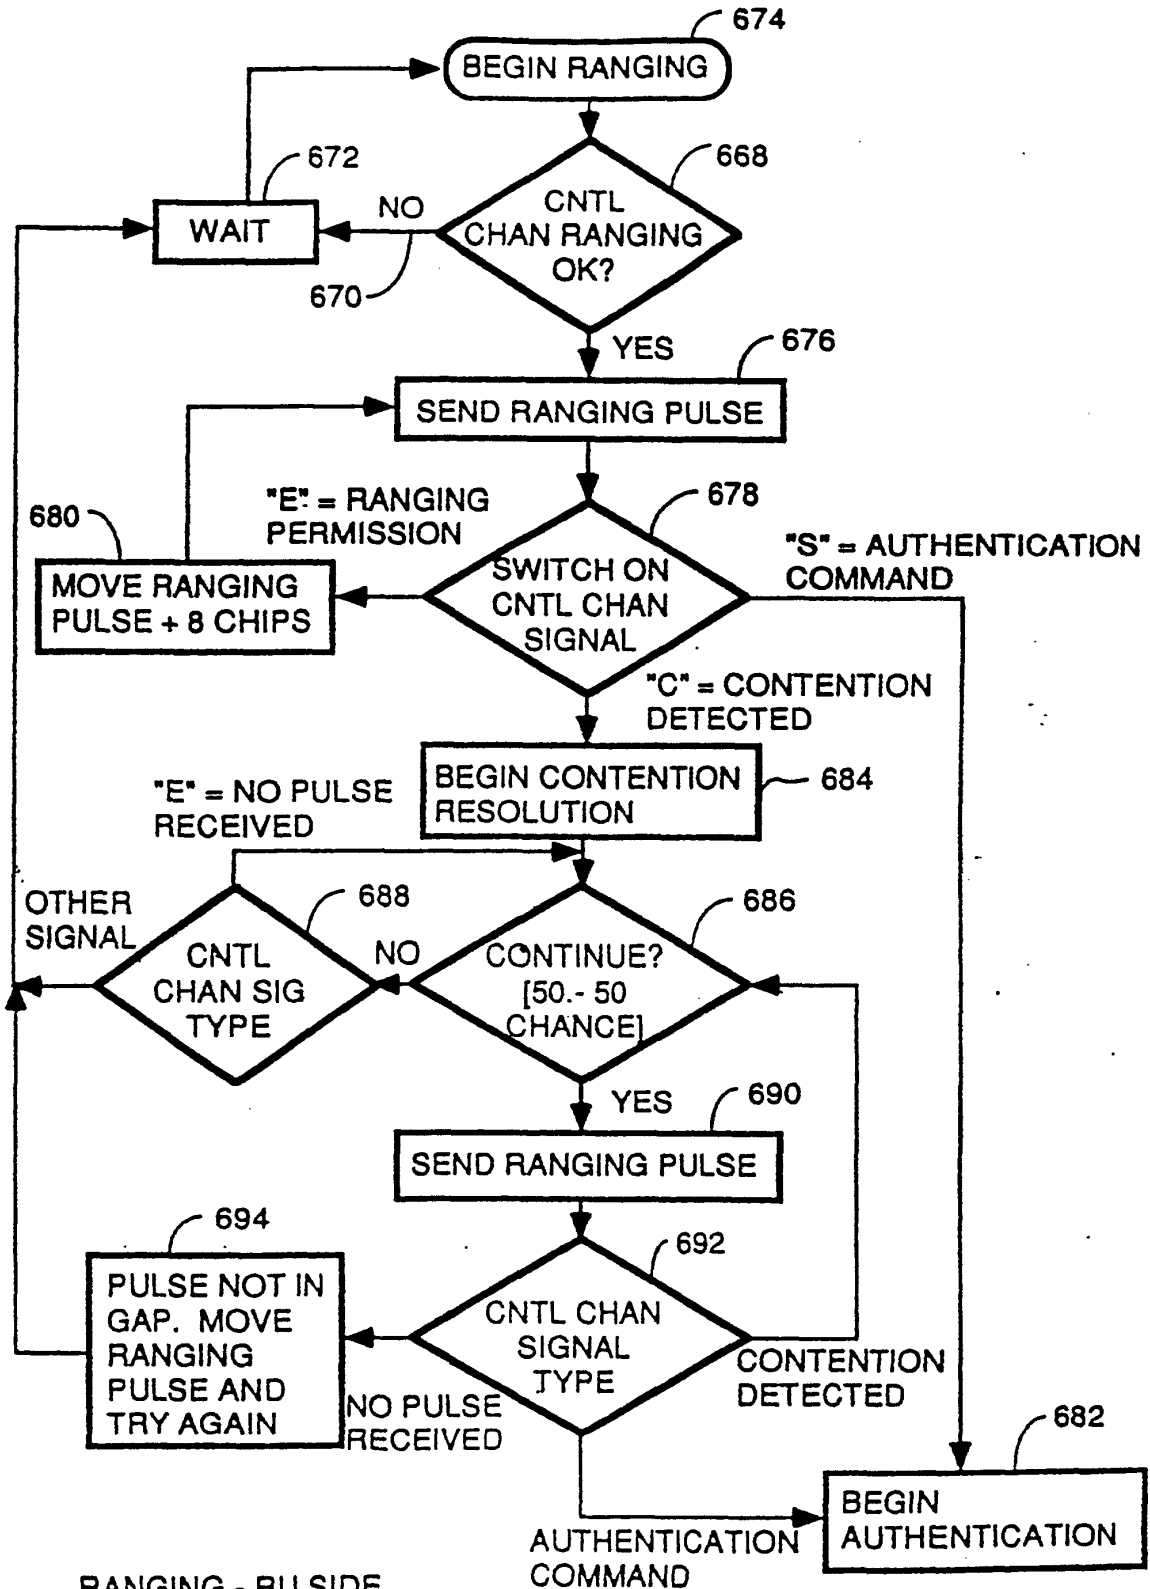 674
BEGIN RANGING
672
668
WAIT
NO
CNTL
CHAN RANGING
OK?
670
YES
676
SEND RANGING PULSE
678
"E" = RANGING
PERMISSION
680
"S" = AUTHENTICATION
COMMAND
MOVE RANGING
PULSE + 8 CHIPS
SWITCH ON
CNTL CHAN
SIGNAL
"C" = CONTENTION
DETECTED
BEGIN CONTENTION
RESOLUTION
684
"E" = NO PULSE
RECEIVED
OTHER
SIGNAL
688
686
CNTL
CHAN SIG
TYPE
NO
CONTINUE?
[50.- 50
CHANCE]
YES
690
SEND RANGING PULSE
694
692
PULSE NOT IN
GAP. MOVE
RANGING
PULSE AND
TRY AGAIN
CNTL CHAN
SIGNAL
TYPE
CONTENTION
DETECTED
NO PULSE
RECEIVED
682
BEGIN
AUTHENTICATION
AUTHENTICATION
COMMAND
RANGING - RU SIDE